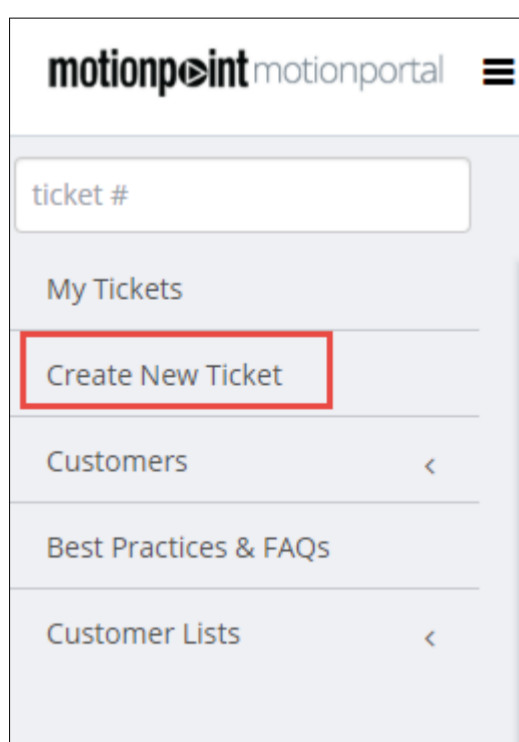 motionpoint motionportal
ticket #
My Tickets
Create New Ticket
Customers
Best Practices & FAQs
Customer Lists